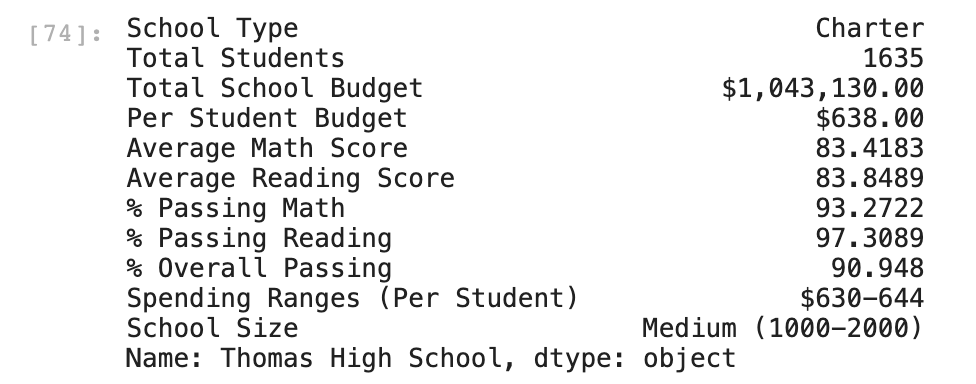 [74]: School Type Charter
Total Students 1635
Total School Budget $1,043,130.00
Per Student Budget $638.00
Average Math Score 83.4183
Average Reading Score 83.8489
% Passing Math 93.2722
% Passing Reading 97.3089
% Overall Passing 90.948
Spending Ranges (Per Student) $630-644
School Size Medium (1000-2000)
Name: Thomas High School, dtype: object